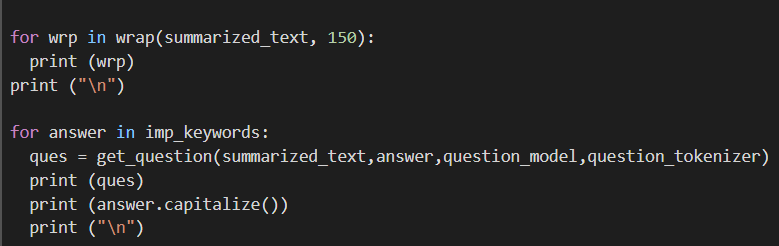 for wrp in wrap(summarized_text, 150):
  print (wrp)
print ("\n")
for answer in imp_keywords:
  ques = get_question(summarized_text,answer,question_model,question_tokenizer)
  print (ques)
  print (answer.capitalize())
  print ("\n")